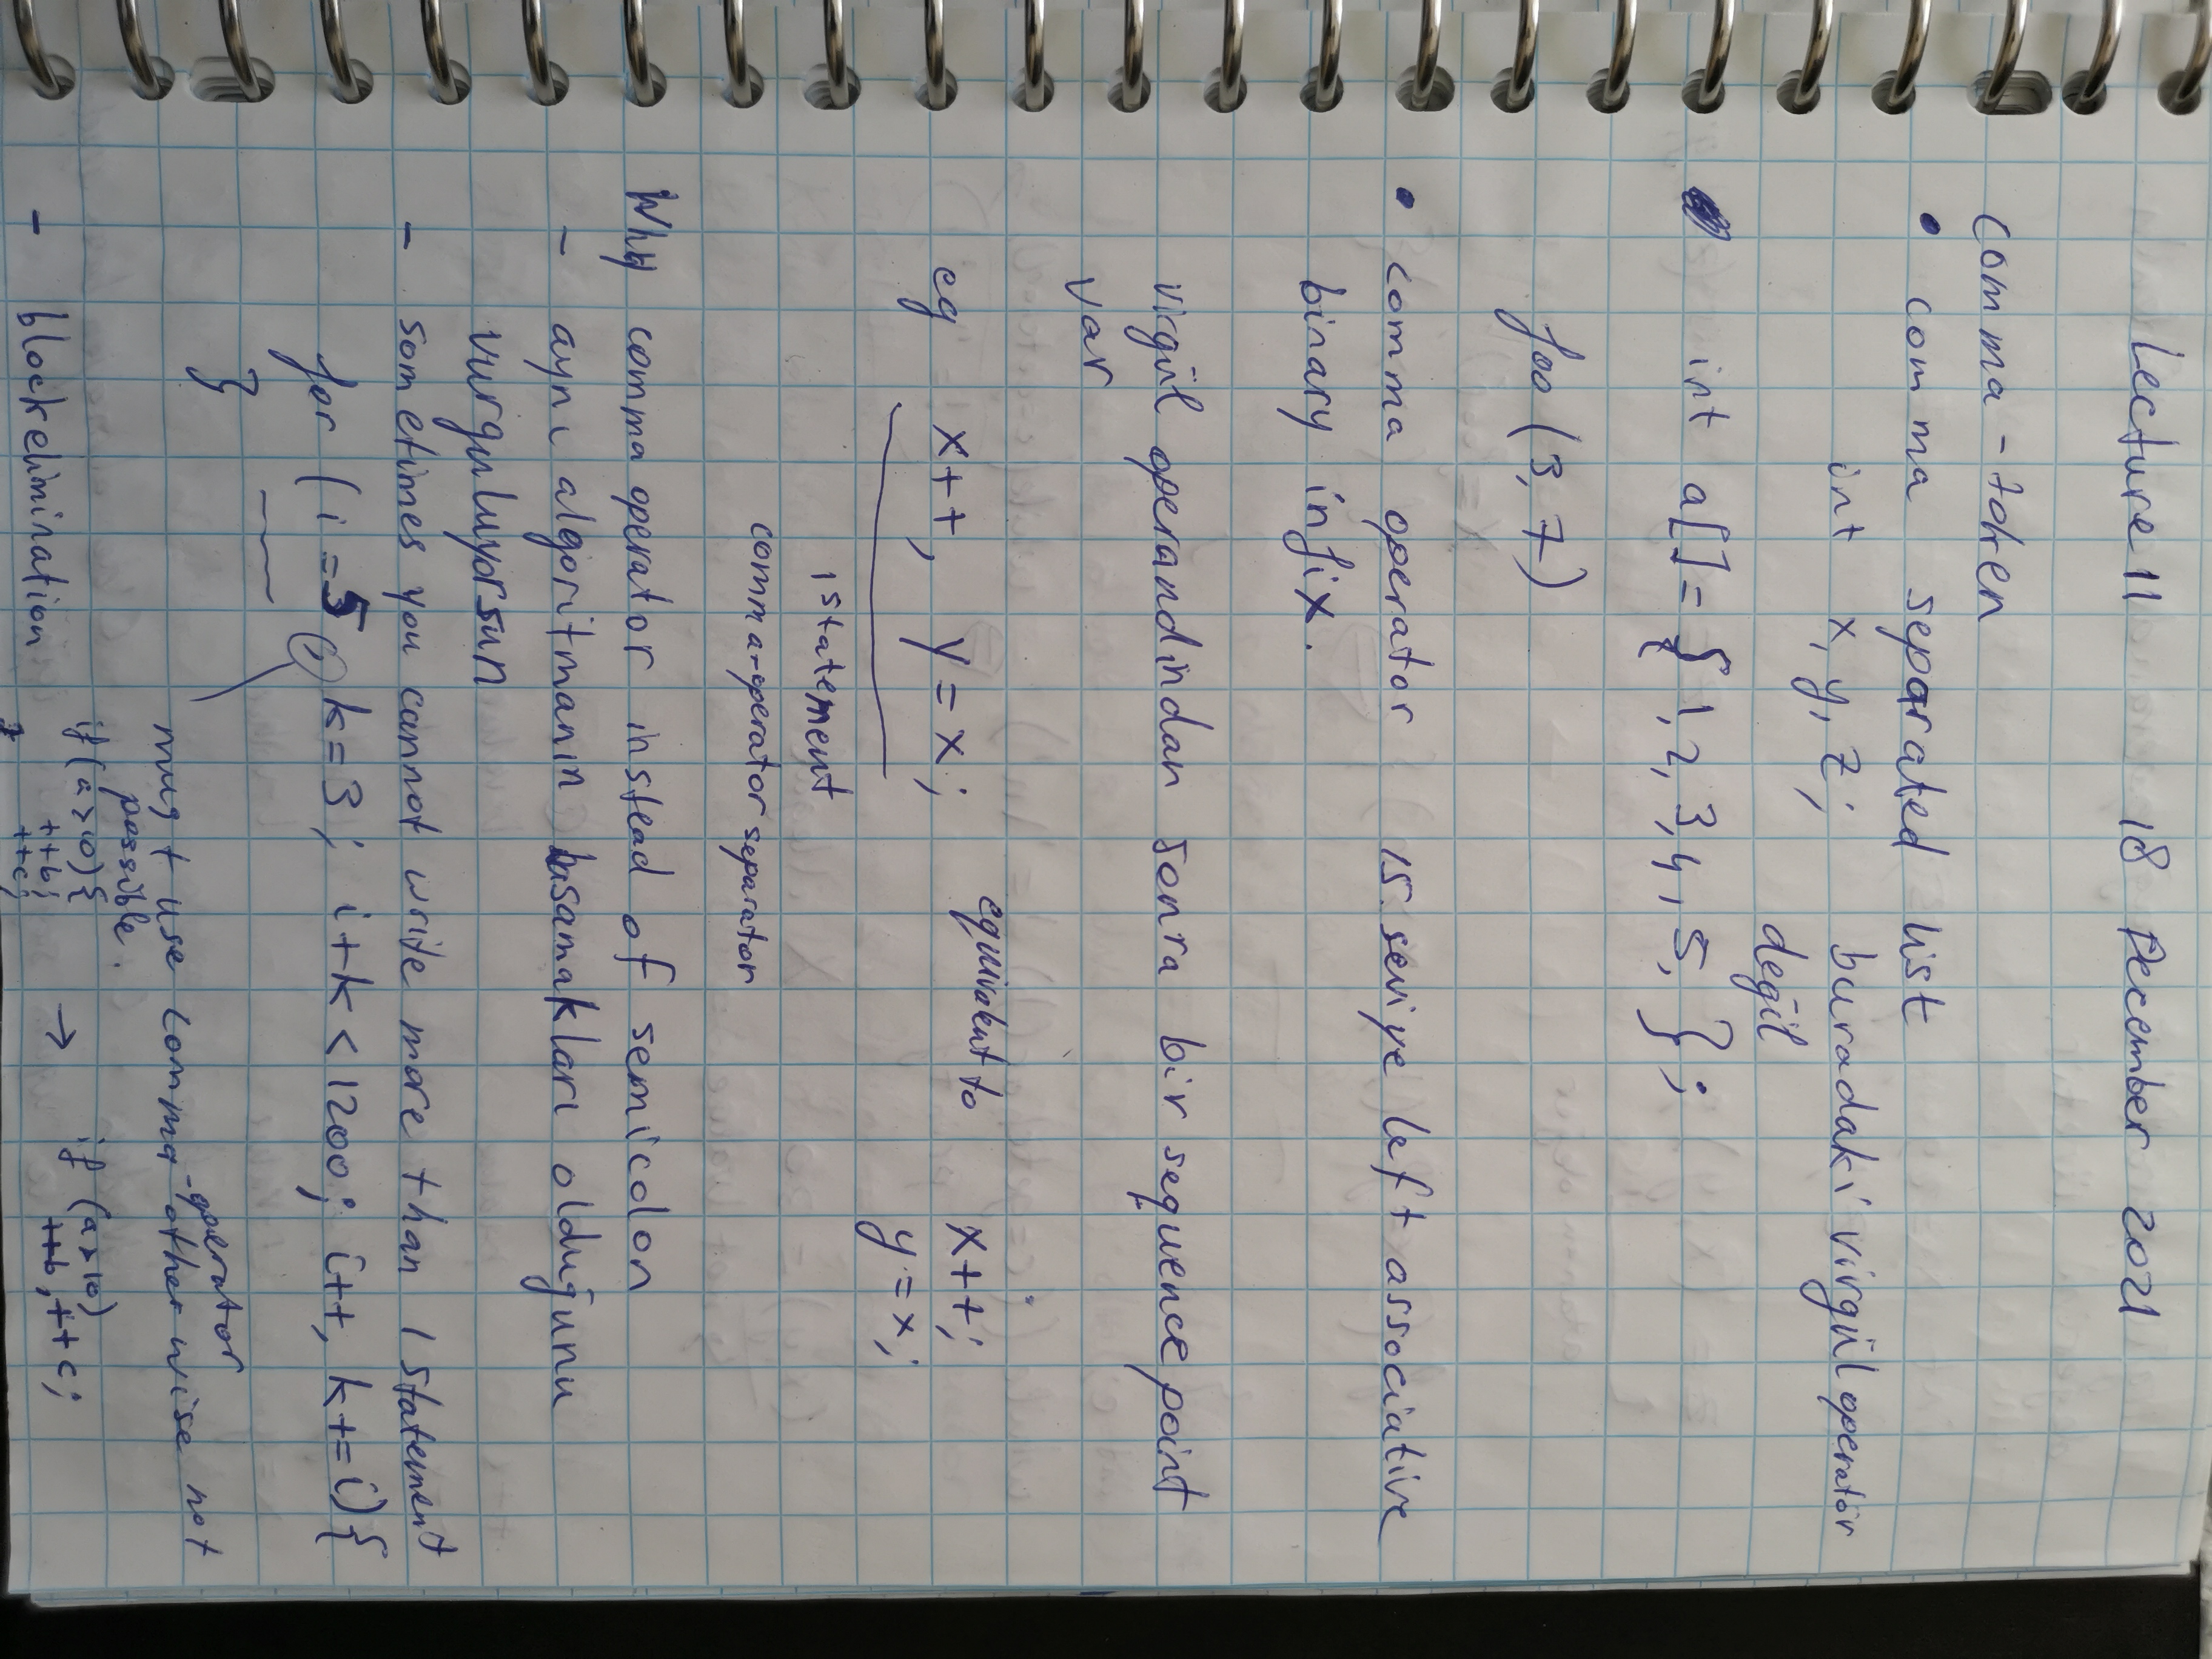 Lecture 11 18 December 2021
comma-token
• comma separated list
int x, y, z; buradaki virgül operatör
değil
int a[] = { 1, 2, 3, 4, 5, };
foo (3, 7)
• comma operator 15. seviye left associative
binary infix.
virgül operandından sonra bir sequence point
var
eg x++, y = x; equivalent to x++;
y = x;
1 statement
comma-operator separator
Why comma operator instead of semicolon
- aynı algoritmanın basamakları olduğunu
vurguluyorsun
- sometimes you cannot write more than 1 statement
for (i = 5, k = 3; i+k < 1200; i++, k += i) {
}
must use comma-operator otherwise not
possible.
- block elimination if (a > 10) { → if (a > 10)
++b; ++b, ++c;
++c;
}